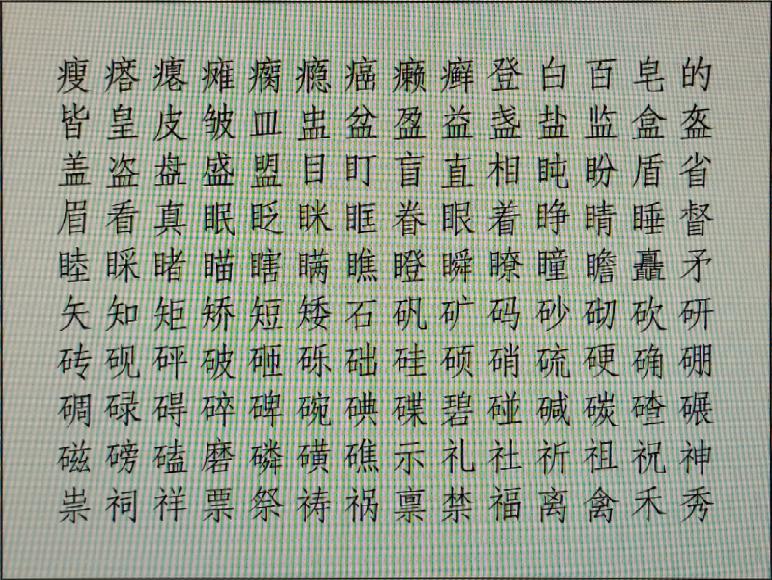 瘦瘩瘪瘫瘸瘾癌癞癣登白百皂的
皆皇皮皱皿盅盆盈益盏盐监盒盔
盖盗盘盛盟目盯盲直相盹盼盾省
眉看真眠眨眯眶眷眼着睁睛睡督
睦睬睹瞄瞎瞒瞧瞪瞬瞭瞳瞻矗矛
矢知矩矫短矮石矾矿码砂砌砍研
砖砚砰破砸砾础硅硕硝硫硬确硼
碉碌碍碎碑碗碘碟碧碰碱碳碴碾
磁磅磕磨磷磺礁示礼社祈祖祝神
祟祠祥票祭祷祸禀禁福离禽禾秀